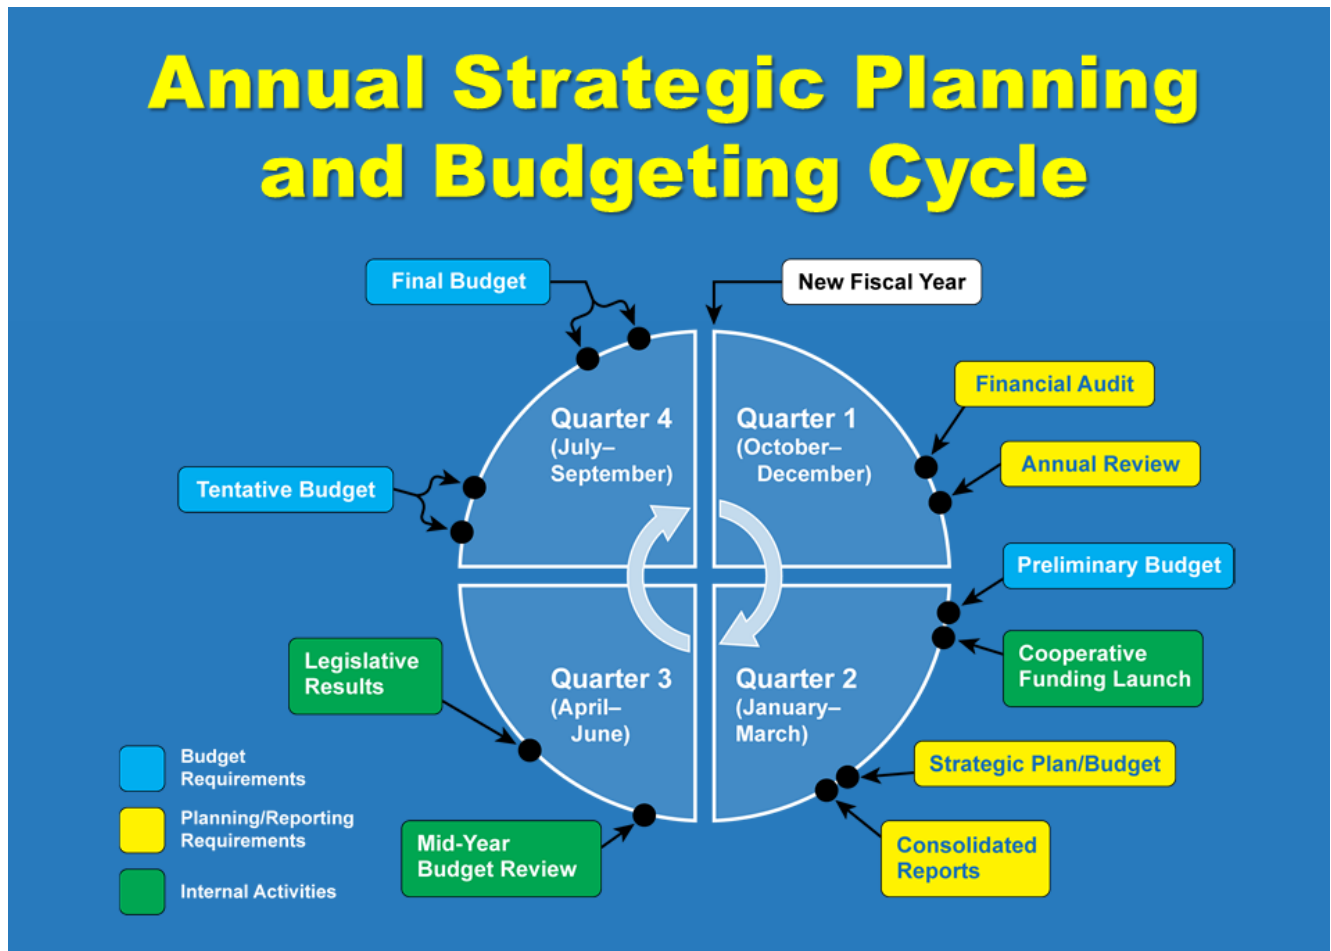 Annual Strategic Planning
and Budgeting Cycle
Final Budget
New Fiscal Year
Financial Audit
Quarter 4
(July–
September)
Quarter 1
(October–
December)
Annual Review
Tentative Budget
Preliminary Budget
Legislative
Results
Quarter 3
(April–
June)
Quarter 2
(January–
March)
Cooperative
Funding Launch
Strategic Plan/Budget
Mid-Year
Budget Review
Consolidated
Reports
Budget
Requirements
Planning/Reporting
Requirements
Internal Activities